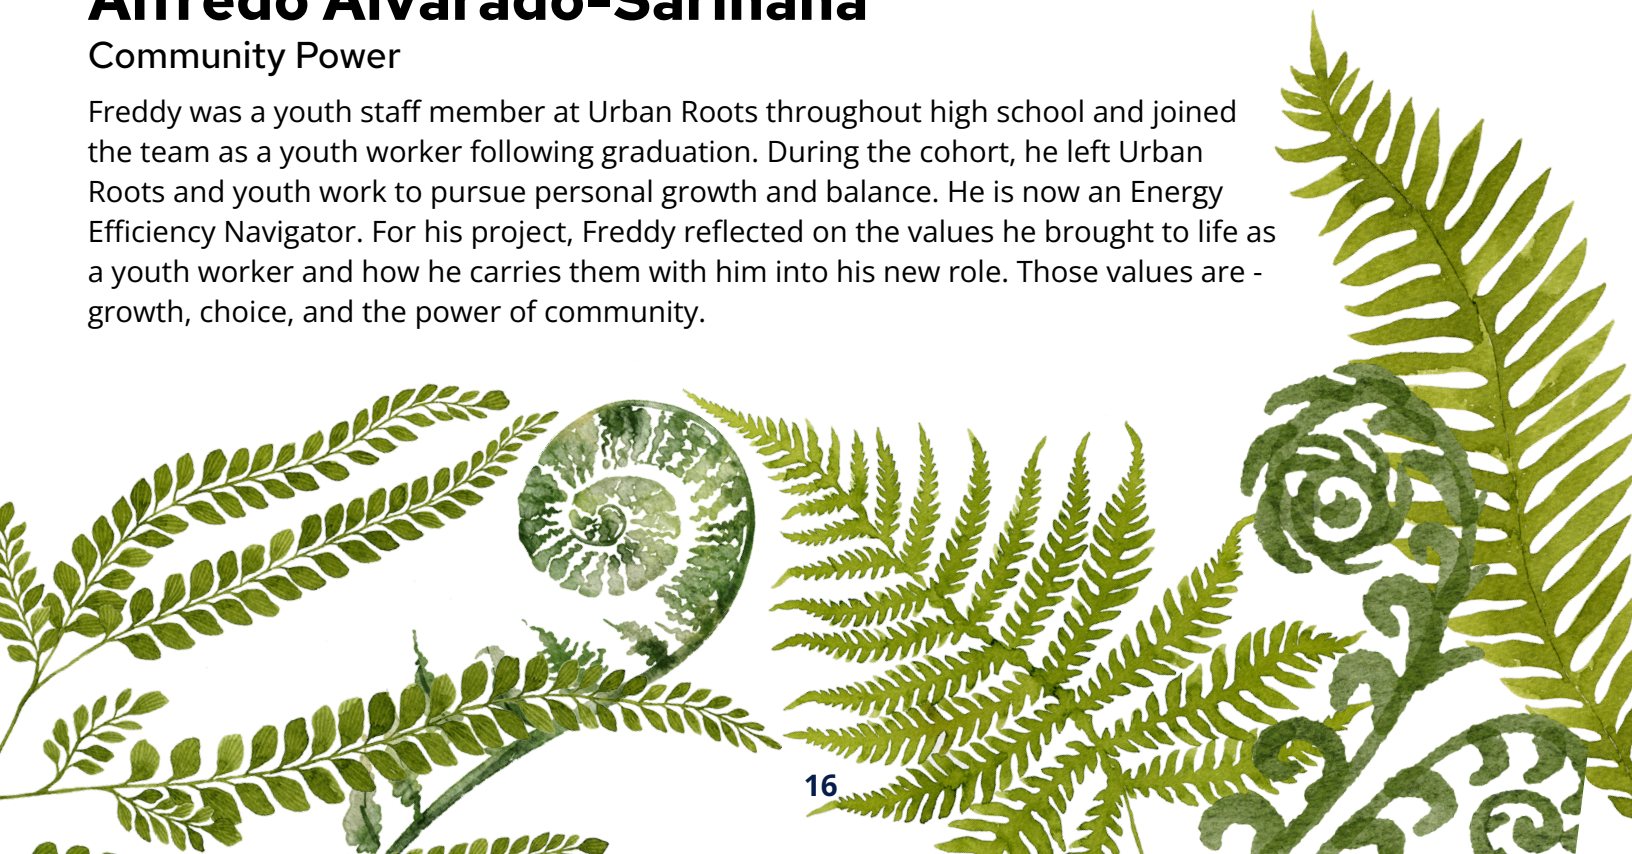 Alfredo Alvarado-Sariñana
Community Power
Freddy was a youth staff member at Urban Roots throughout high school and joined
the team as a youth worker following graduation. During the cohort, he left Urban
Roots and youth work to pursue personal growth and balance. He is now an Energy
Efficiency Navigator. For his project, Freddy reflected on the values he brought to life as
a youth worker and how he carries them with him into his new role. Those values are -
growth, choice, and the power of community.
16